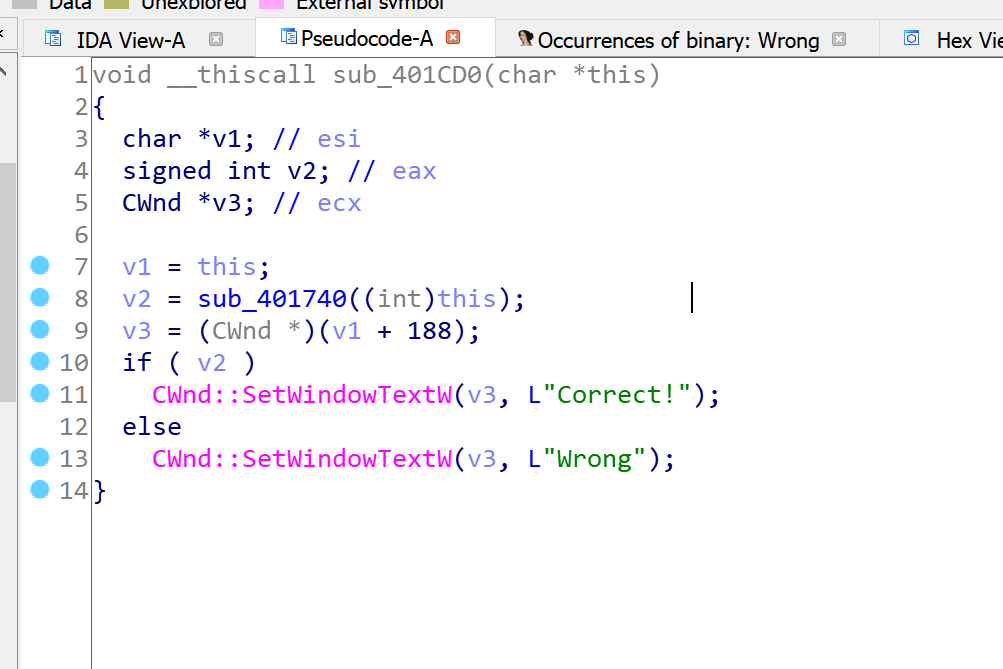 Data Unexplored External symbol
IDA View-A Pseudocode-A Occurrences of binary: Wrong Hex Vie
1 void __thiscall sub_401CD0(char *this)
2 {
3   char *v1; // esi
4   signed int v2; // eax
5   CWnd *v3; // ecx
6
7   v1 = this;
8   v2 = sub_401740((int)this);
9   v3 = (CWnd *)(v1 + 188);
10   if ( v2 )
11     CWnd::SetWindowTextW(v3, L"Correct!");
12   else
13     CWnd::SetWindowTextW(v3, L"Wrong");
14 }